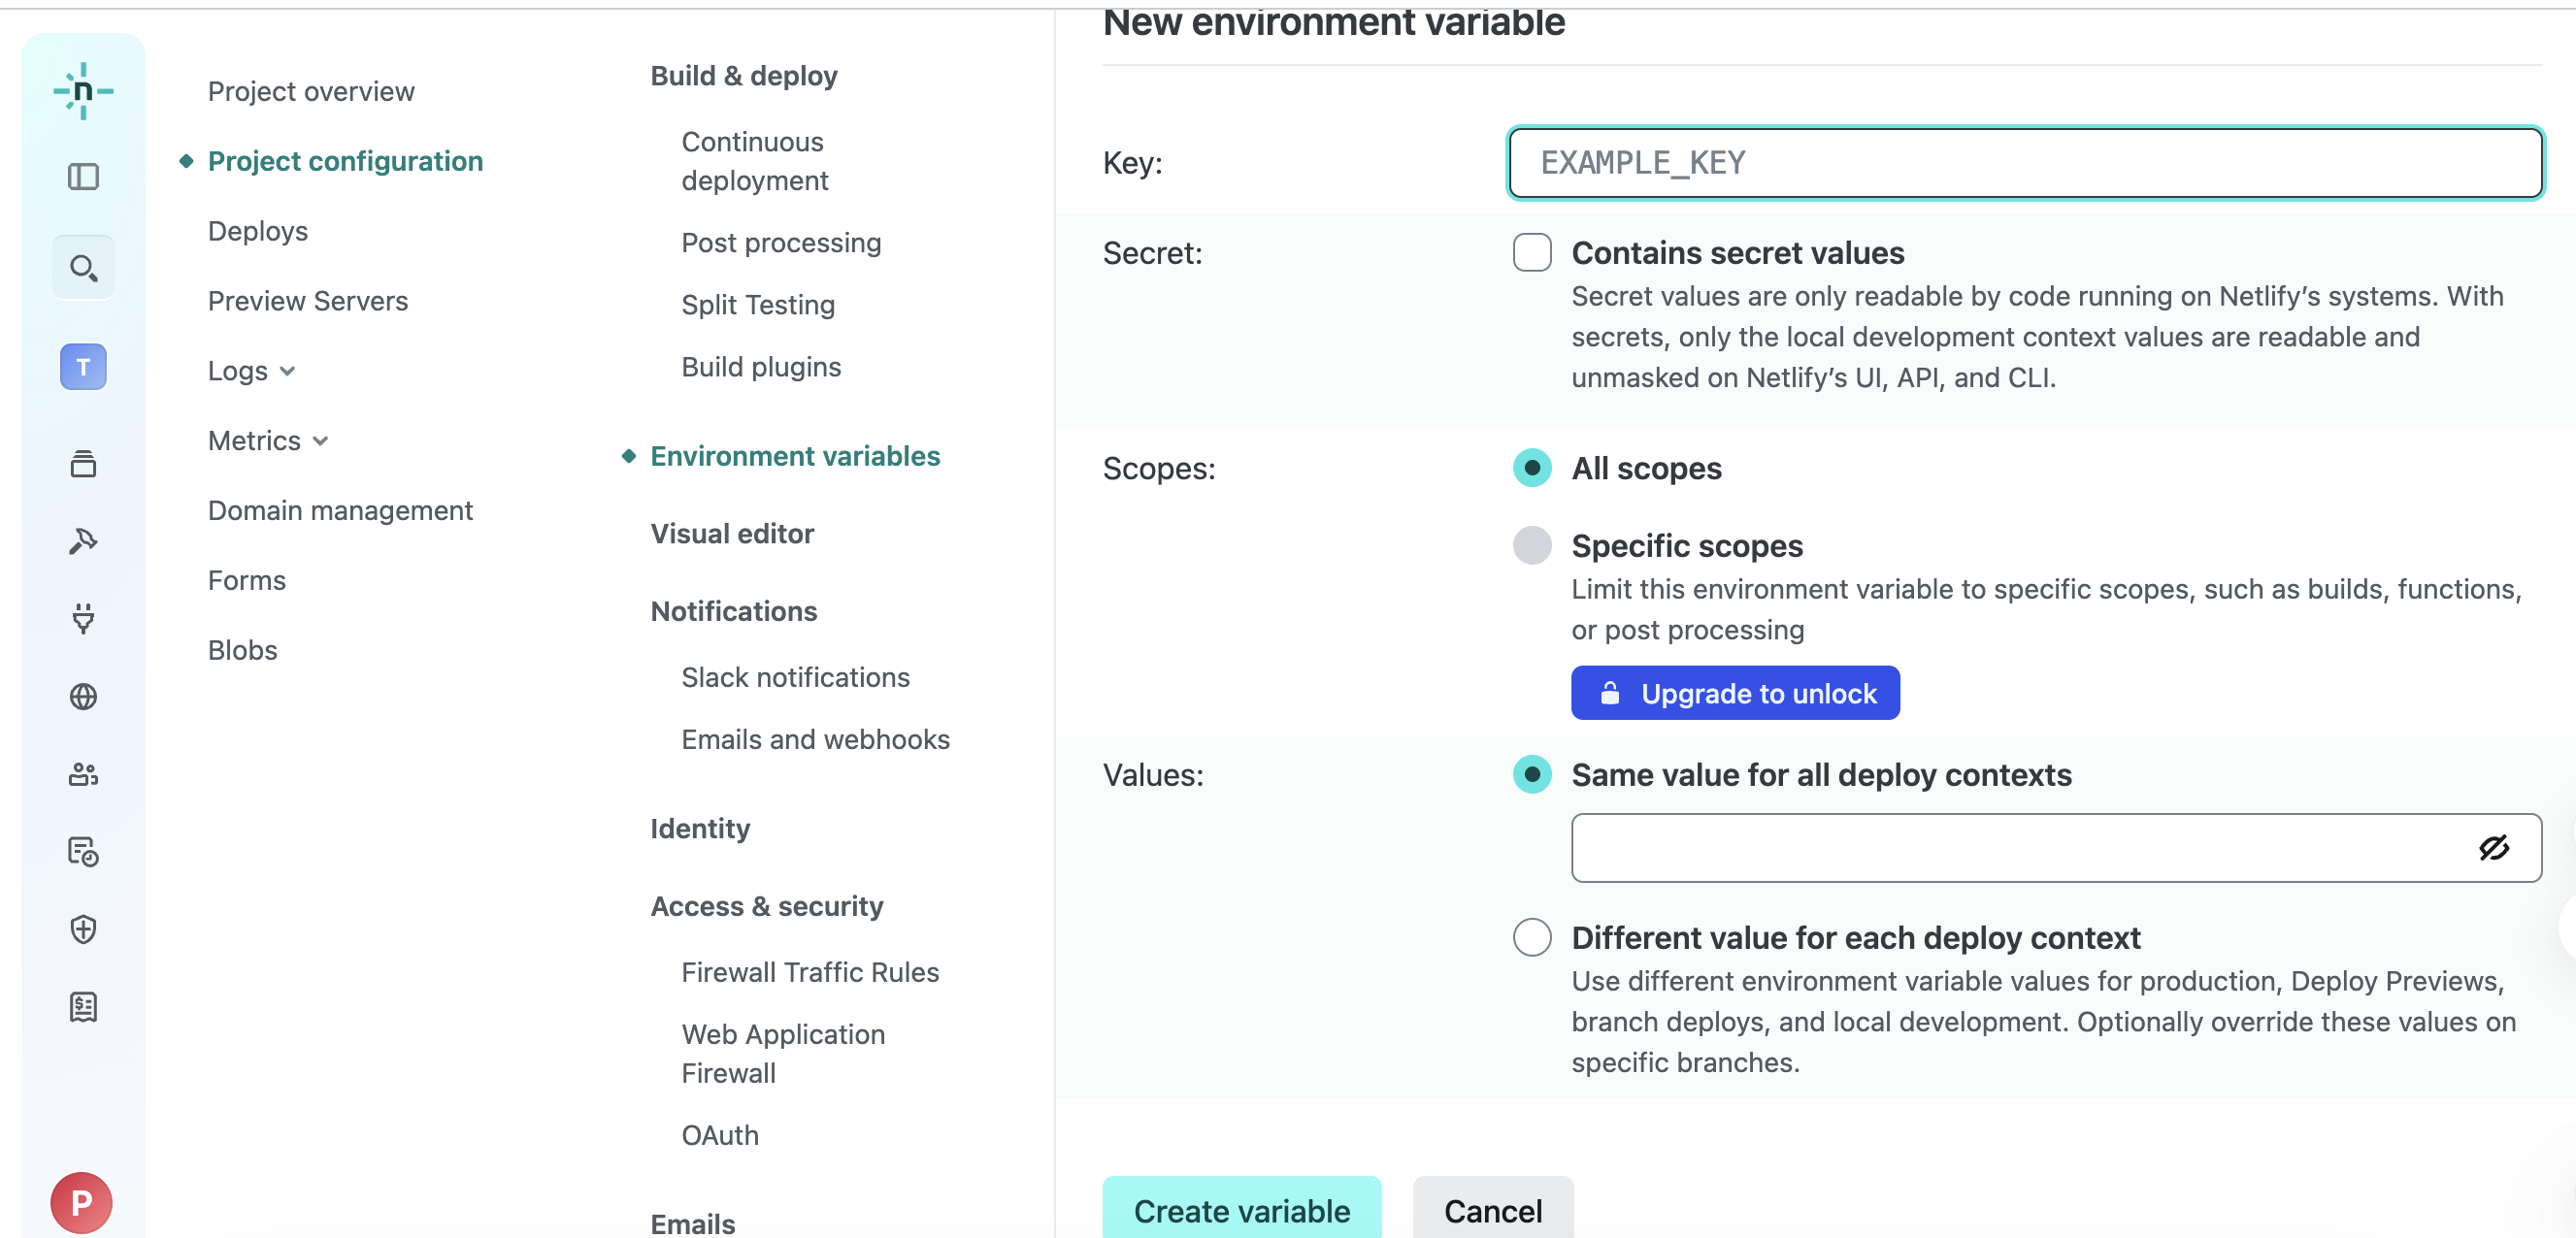 n
T
P
Project overview
Project configuration
Deploys
Preview Servers
Logs
Metrics
Domain management
Forms
Blobs
Build & deploy
Continuous
deployment
Post processing
Split Testing
Build plugins
Environment variables
Visual editor
Notifications
Slack notifications
Emails and webhooks
Identity
Access & security
Firewall Traffic Rules
Web Application
Firewall
OAuth
Emails
New environment variable
Key:
EXAMPLE_KEY
Secret:
Contains secret values
Secret values are only readable by code running on Netlify’s systems. With
secrets, only the local development context values are readable and
unmasked on Netlify’s UI, API, and CLI.
Scopes:
All scopes
Specific scopes
Limit this environment variable to specific scopes, such as builds, functions,
or post processing
Upgrade to unlock
Values:
Same value for all deploy contexts
Different value for each deploy context
Use different environment variable values for production, Deploy Previews,
branch deploys, and local development. Optionally override these values on
specific branches.
Create variable
Cancel